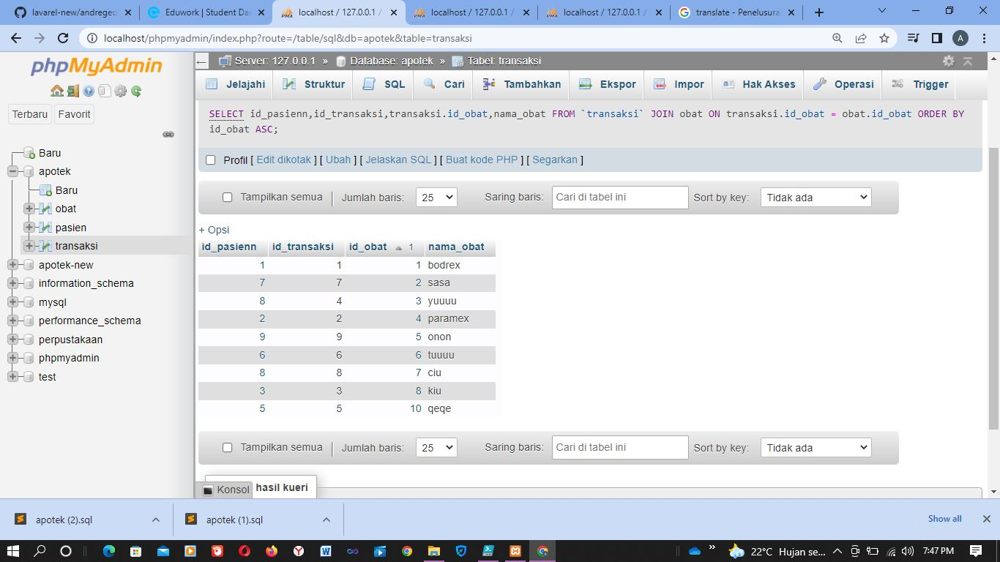 lavarel-new/andregeo
Eduwork | Student Das
localhost / 127.0.0.1 /
localhost / 127.0.0.1 /
localhost / 127.0.0.1 /
translate - Penelusura
localhost/phpmyadmin/index.php?route=/table/sql&db=apotek&table=transaksi
A
phpMyAdmin
Terbaru
Favorit
Baru
apotek
Baru
obat
pasien
transaksi
apotek-new
information_schema
mysql
performance_schema
perpustakaan
phpmyadmin
test
Server: 127.0.0.1 » Database: apotek » Tabel: transaksi
Jelajahi Struktur SQL Cari Tambahkan Ekspor Impor Hak Akses Operasi Trigger
SELECT id_pasienn,id_transaksi,transaksi.id_obat,nama_obat FROM `transaksi` JOIN obat ON transaksi.id_obat = obat.id_obat ORDER BY
id_obat ASC;
Profil [ Edit dikotak ] [ Ubah ] [ Jelaskan SQL ] [ Buat kode PHP ] [ Segarkan ]
Tampilkan semua | Jumlah baris: 25 Saring baris: Cari di tabel ini Sort by key: Tidak ada
+ Opsi
id_pasienn id_transaksi id_obat 1 nama_obat
1 1 1 bodrex
7 7 2 sasa
8 4 3 yuuuu
2 2 4 paramex
9 9 5 onon
6 6 6 tuuuu
8 8 7 ciu
3 3 8 kiu
5 5 10 qeqe
Tampilkan semua | Jumlah baris: 25 Saring baris: Cari di tabel ini Sort by key: Tidak ada
Konsol hasil kueri
apotek (2).sql
apotek (1).sql
Show all
22°C Hujan se...
7:47 PM